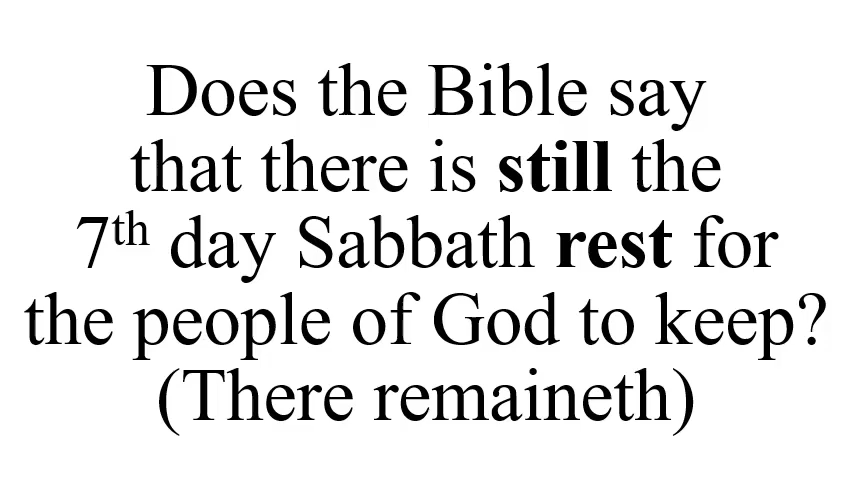 Does the Bible say
that there is still the
7th day Sabbath rest for
the people of God to keep?
(There remaineth)